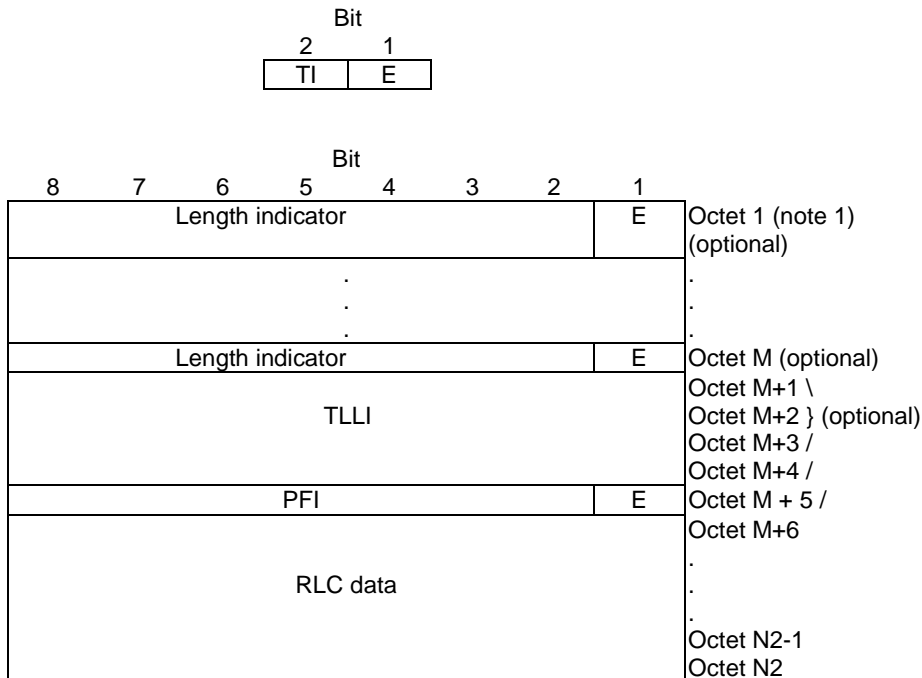 Bit
2 1
TI E
Bit
8 7 6 5 4 3 2 1
Length indicator E Octet 1 (note 1)
(optional)
. .
. .
. .
Length indicator E Octet M (optional)
Octet M+1 \
TLLI Octet M+2 } (optional)
Octet M+3 /
Octet M+4 /
PFI E Octet M + 5 /
Octet M+6
.
RLC data .
.
Octet N2-1
Octet N2